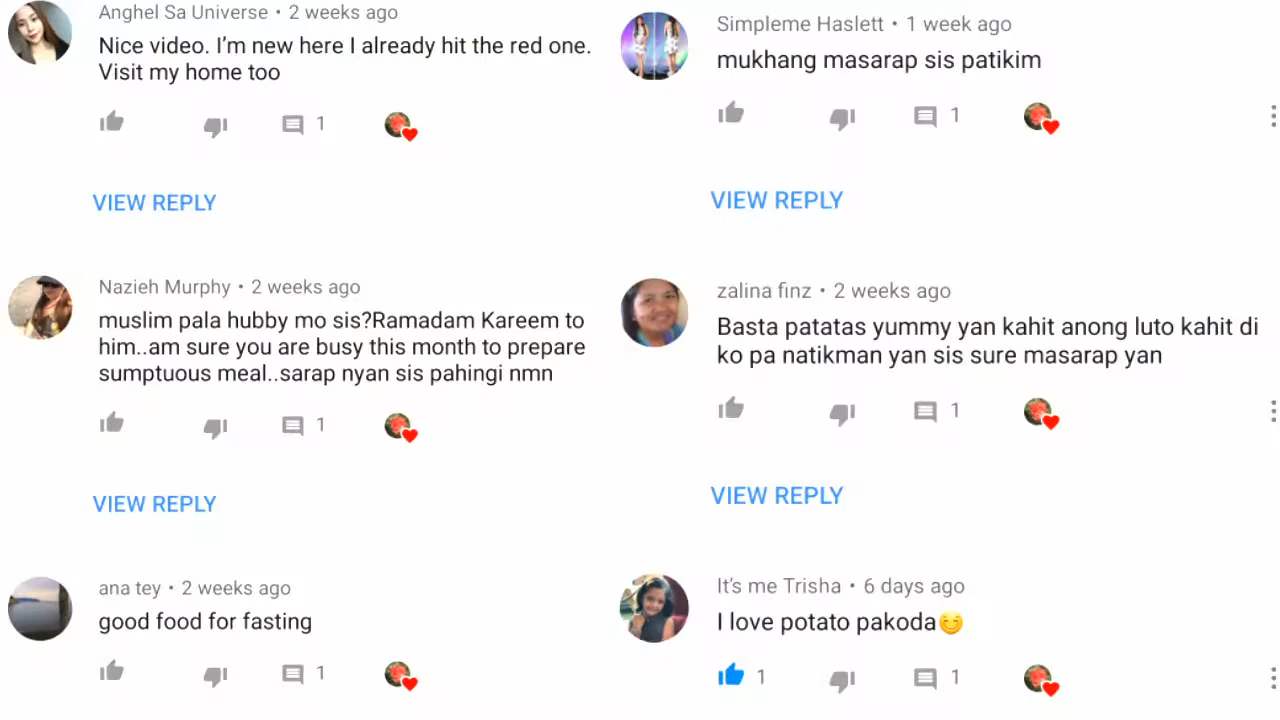 Anghel Sa Universe • 2 weeks ago
Nice video. I'm new here I already hit the red one.
Visit my home too
1
VIEW REPLY
Nazieh Murphy • 2 weeks ago
muslim pala hubby mo sis?Ramadam Kareem to
him..am sure you are busy this month to prepare
sumptuous meal..sarap nyan sis pahingi nmn
1
VIEW REPLY
ana tey • 2 weeks ago
good food for fasting
1
Simpleme Haslett • 1 week ago
mukhang masarap sis patikim
1
VIEW REPLY
zalina finz • 2 weeks ago
Basta patatas yummy yan kahit anong luto kahit di
ko pa natikman yan sis sure masarap yan
1
VIEW REPLY
It's me Trisha • 6 days ago
I love potato pakoda😊
1 1